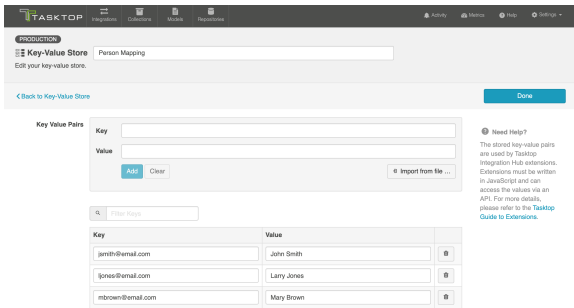 TASKTOP
Integrations
Collections
Models
Repositories
Activity
Metrics
Help
Settings
PRODUCTION
Key-Value Store
Person Mapping
Edit your key-value store.
Back to Key-Value Store
Done
Key Value Pairs
Key
Value
Add
Clear
Import from file ...
Need Help?
The stored key-value pairs
are used by Tasktop
Integration Hub extensions.
Extensions must be written
in JavaScript and can
access the values via an
API. For more details,
please refer to the Tasktop
Guide to Extensions.
Filter Keys
Key Value
jsmith@email.com John Smith
ljones@email.com Larry Jones
mbrown@email.com Mary Brown